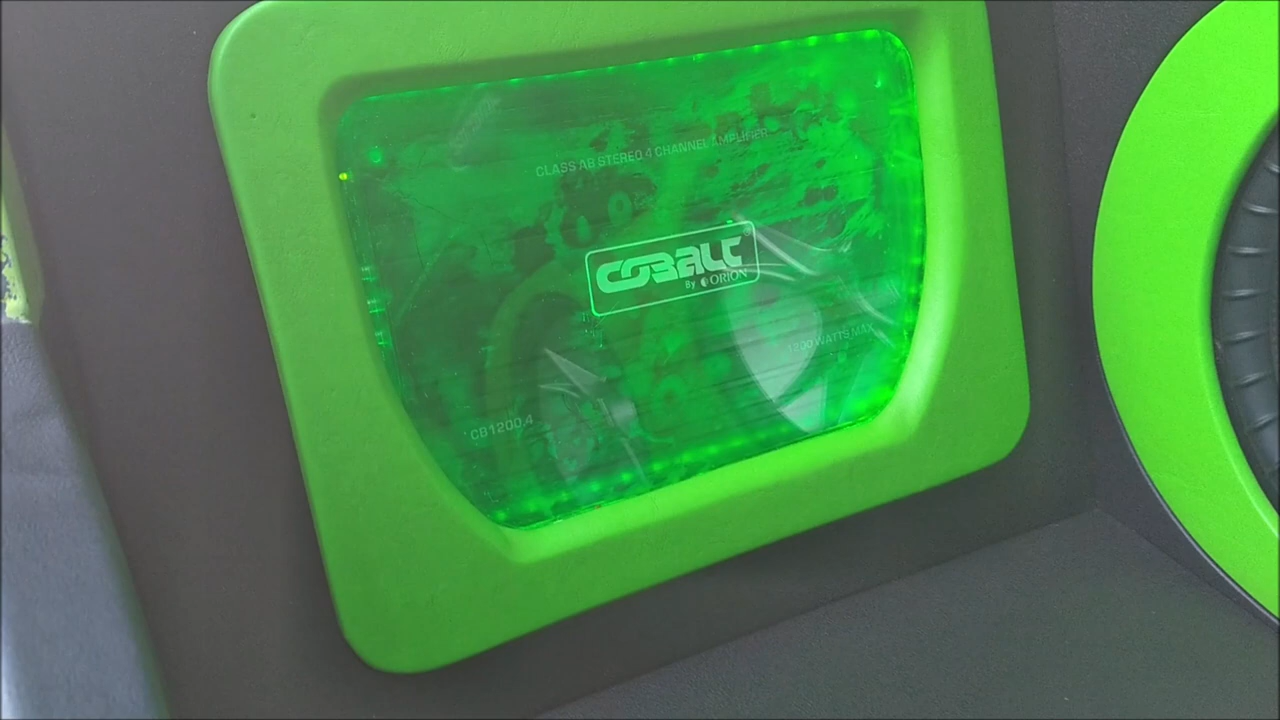 CLASS AB STEREO 4 CHANNEL AMPLIFIER
COBALT
By ORION
1200 WATTS MAX
CB1200.4